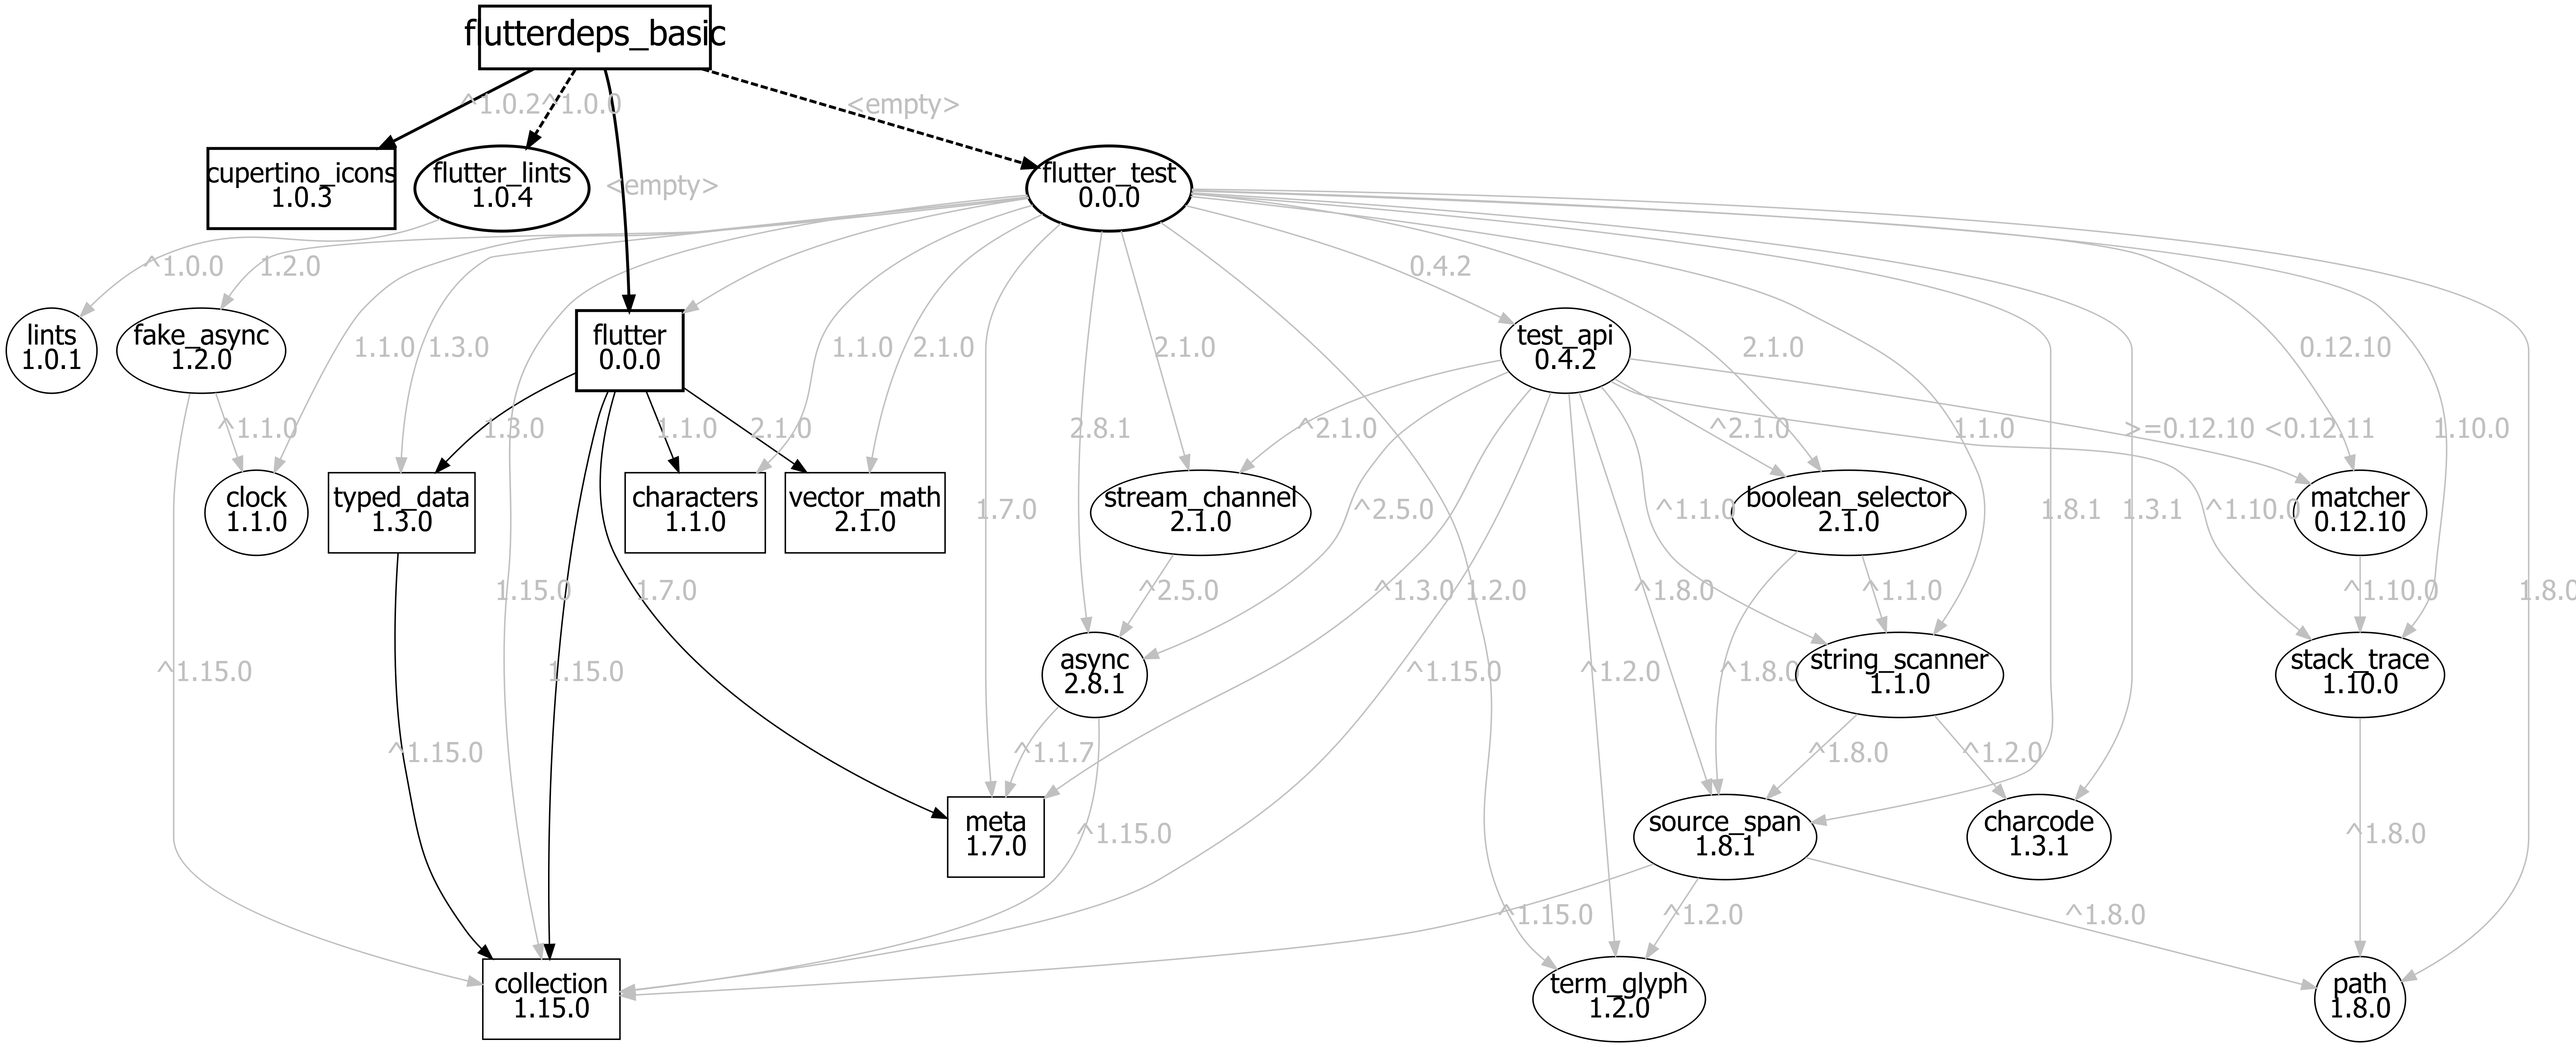 flutterdeps_basic
^1.0.2
^1.0.0
<empty>
cupertino_icons
1.0.3
flutter_lints
1.0.4
<empty>
flutter_test
0.0.0
^1.0.0
1.2.0
0.4.2
lints
1.0.1
fake_async
1.2.0
1.1.0
1.3.0
flutter
0.0.0
1.1.0
2.1.0
2.1.0
test_api
0.4.2
2.1.0
0.12.10
^1.1.0
1.3.0
1.1.0
2.1.0
2.8.1
^2.1.0
^2.1.0
1.1.0
>=0.12.10 <0.12.11
1.10.0
clock
1.1.0
typed_data
1.3.0
characters
1.1.0
vector_math
2.1.0
1.7.0
stream_channel
2.1.0
^2.5.0
^1.1.0
boolean_selector
2.1.0
1.8.1
1.3.1
^1.10.0
matcher
0.12.10
1.15.0
1.7.0
^2.5.0
^1.3.0
1.2.0
^1.8.0
^1.1.0
^1.10.0
1.8.0
^1.15.0
1.15.0
async
2.8.1
^1.15.0
^1.2.0
^1.8.0
string_scanner
1.1.0
stack_trace
1.10.0
^1.15.0
^1.1.7
^1.8.0
^1.2.0
meta
1.7.0
^1.15.0
source_span
1.8.1
charcode
1.3.1
^1.8.0
^1.15.0
^1.2.0
^1.8.0
collection
1.15.0
term_glyph
1.2.0
path
1.8.0